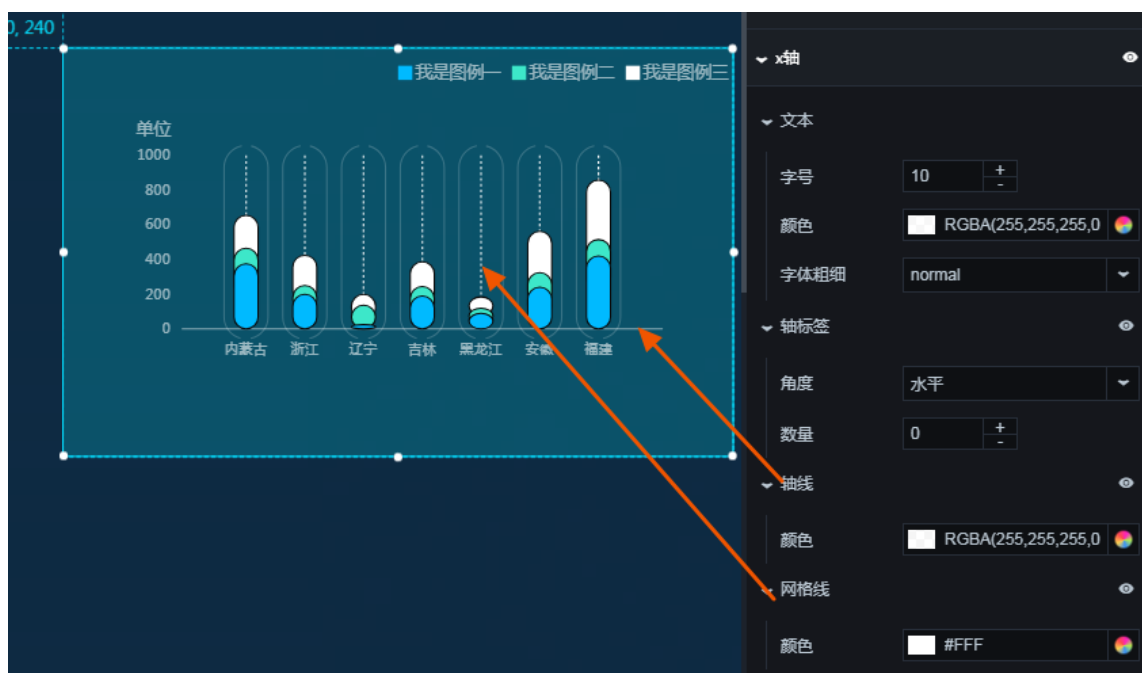 0, 240
我是图例一 我是图例二 我是图例三
单位
1000
800
600
400
200
0
内蒙古 浙江 辽宁 吉林 黑龙江 安徽 福建
x轴
文本
字号 10 + -
颜色 RGBA(255,255,255,0
字体粗细 normal
轴标签
角度 水平
数量 0 + -
轴线
颜色 RGBA(255,255,255,0
网格线
颜色 #FFF